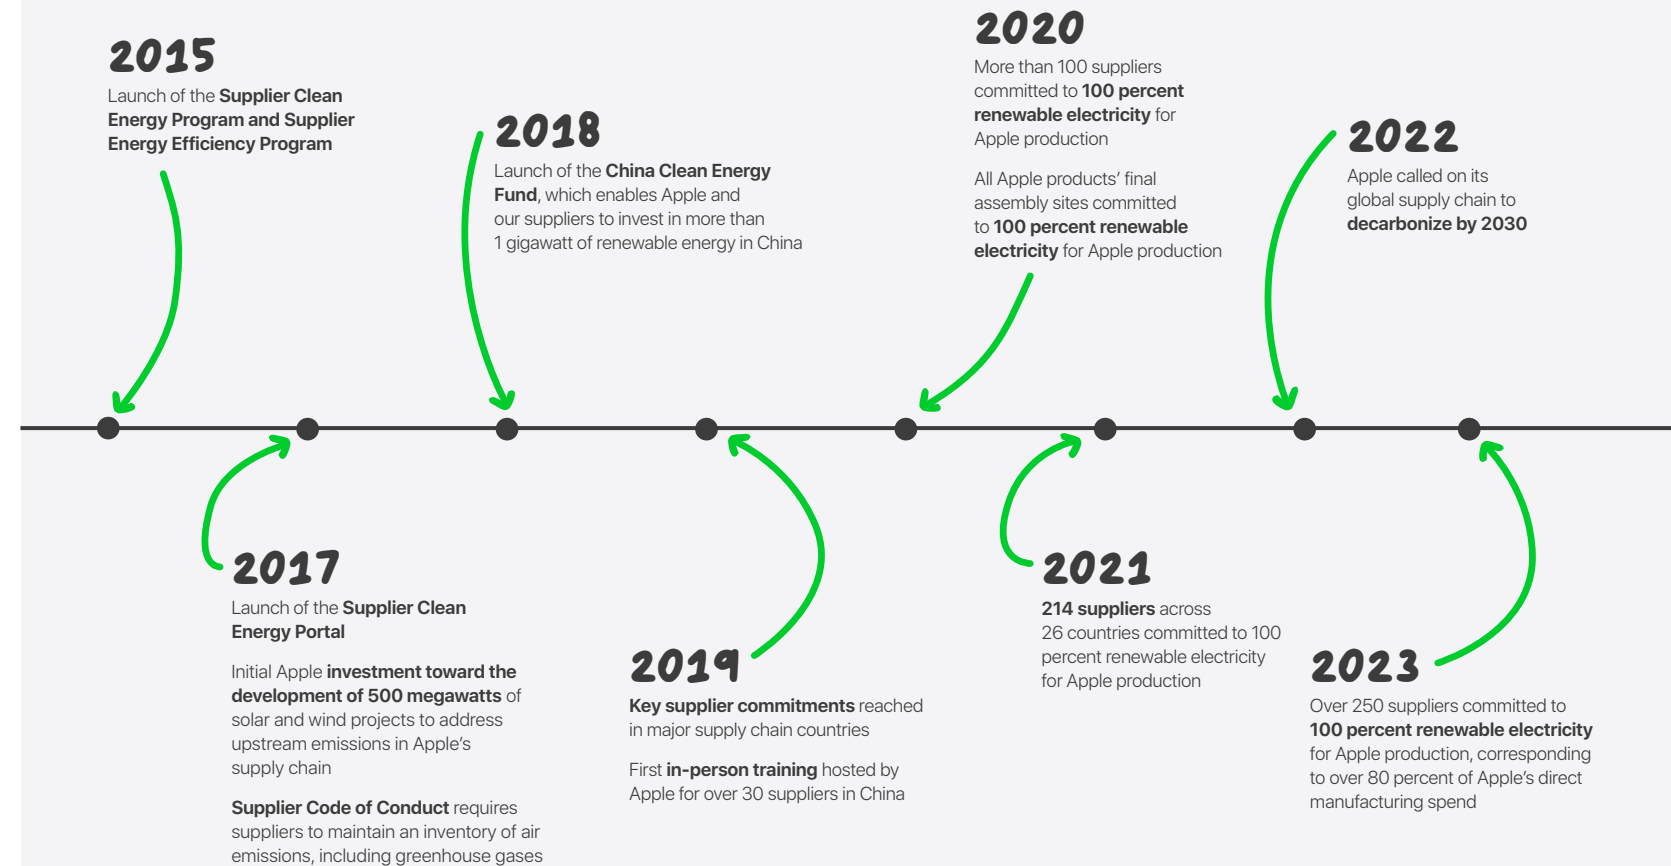 2015
Launch of the Supplier Clean
Energy Program and Supplier
Energy Efficiency Program
2017
Launch of the Supplier Clean
Energy Portal
Initial Apple investment toward the
development of 500 megawatts of
solar and wind projects to address
upstream emissions in Apple’s
supply chain
Supplier Code of Conduct requires
suppliers to maintain an inventory of air
emissions, including greenhouse gases
2018
Launch of the China Clean Energy
Fund, which enables Apple and
our suppliers to invest in more than
1 gigawatt of renewable energy in China
2019
Key supplier commitments reached
in major supply chain countries
First in-person training hosted by
Apple for over 30 suppliers in China
2020
More than 100 suppliers
committed to 100 percent
renewable electricity for
Apple production
All Apple products’ final
assembly sites committed
to 100 percent renewable
electricity for Apple production
2021
214 suppliers across
26 countries committed to 100
percent renewable electricity
for Apple production
2022
Apple called on its
global supply chain to
decarbonize by 2030
2023
Over 250 suppliers committed to
100 percent renewable electricity
for Apple production, corresponding
to over 80 percent of Apple’s direct
manufacturing spend